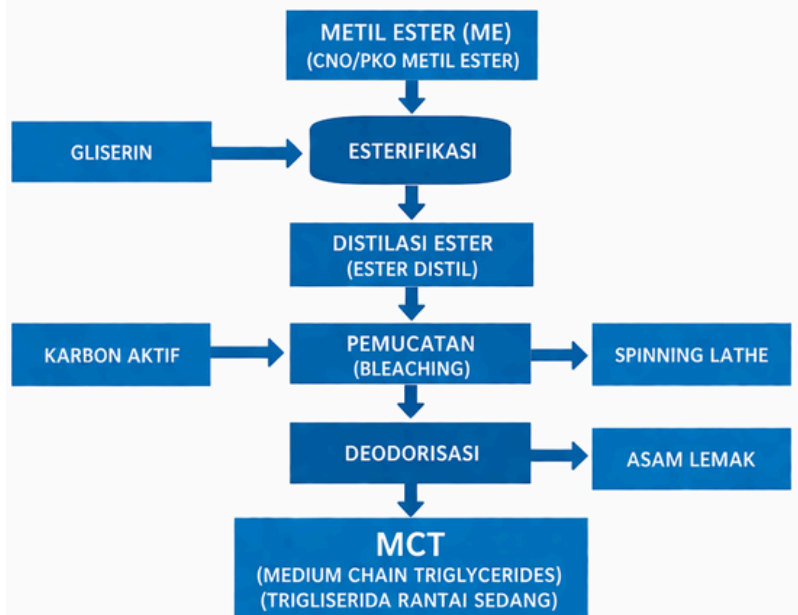 METIL ESTER (ME)
(CNO/PKO METIL ESTER)
GLISERIN
ESTERIFIKASI
DISTILASI ESTER
(ESTER DISTIL)
KARBON AKTIF
PEMUCATAN
(BLEACHING)
SPINNING LATHE
DEODORISASI
ASAM LEMAK
MCT
(MEDIUM CHAIN TRIGLYCERIDES)
(TRIGLISERIDA RANTAI SEDANG)